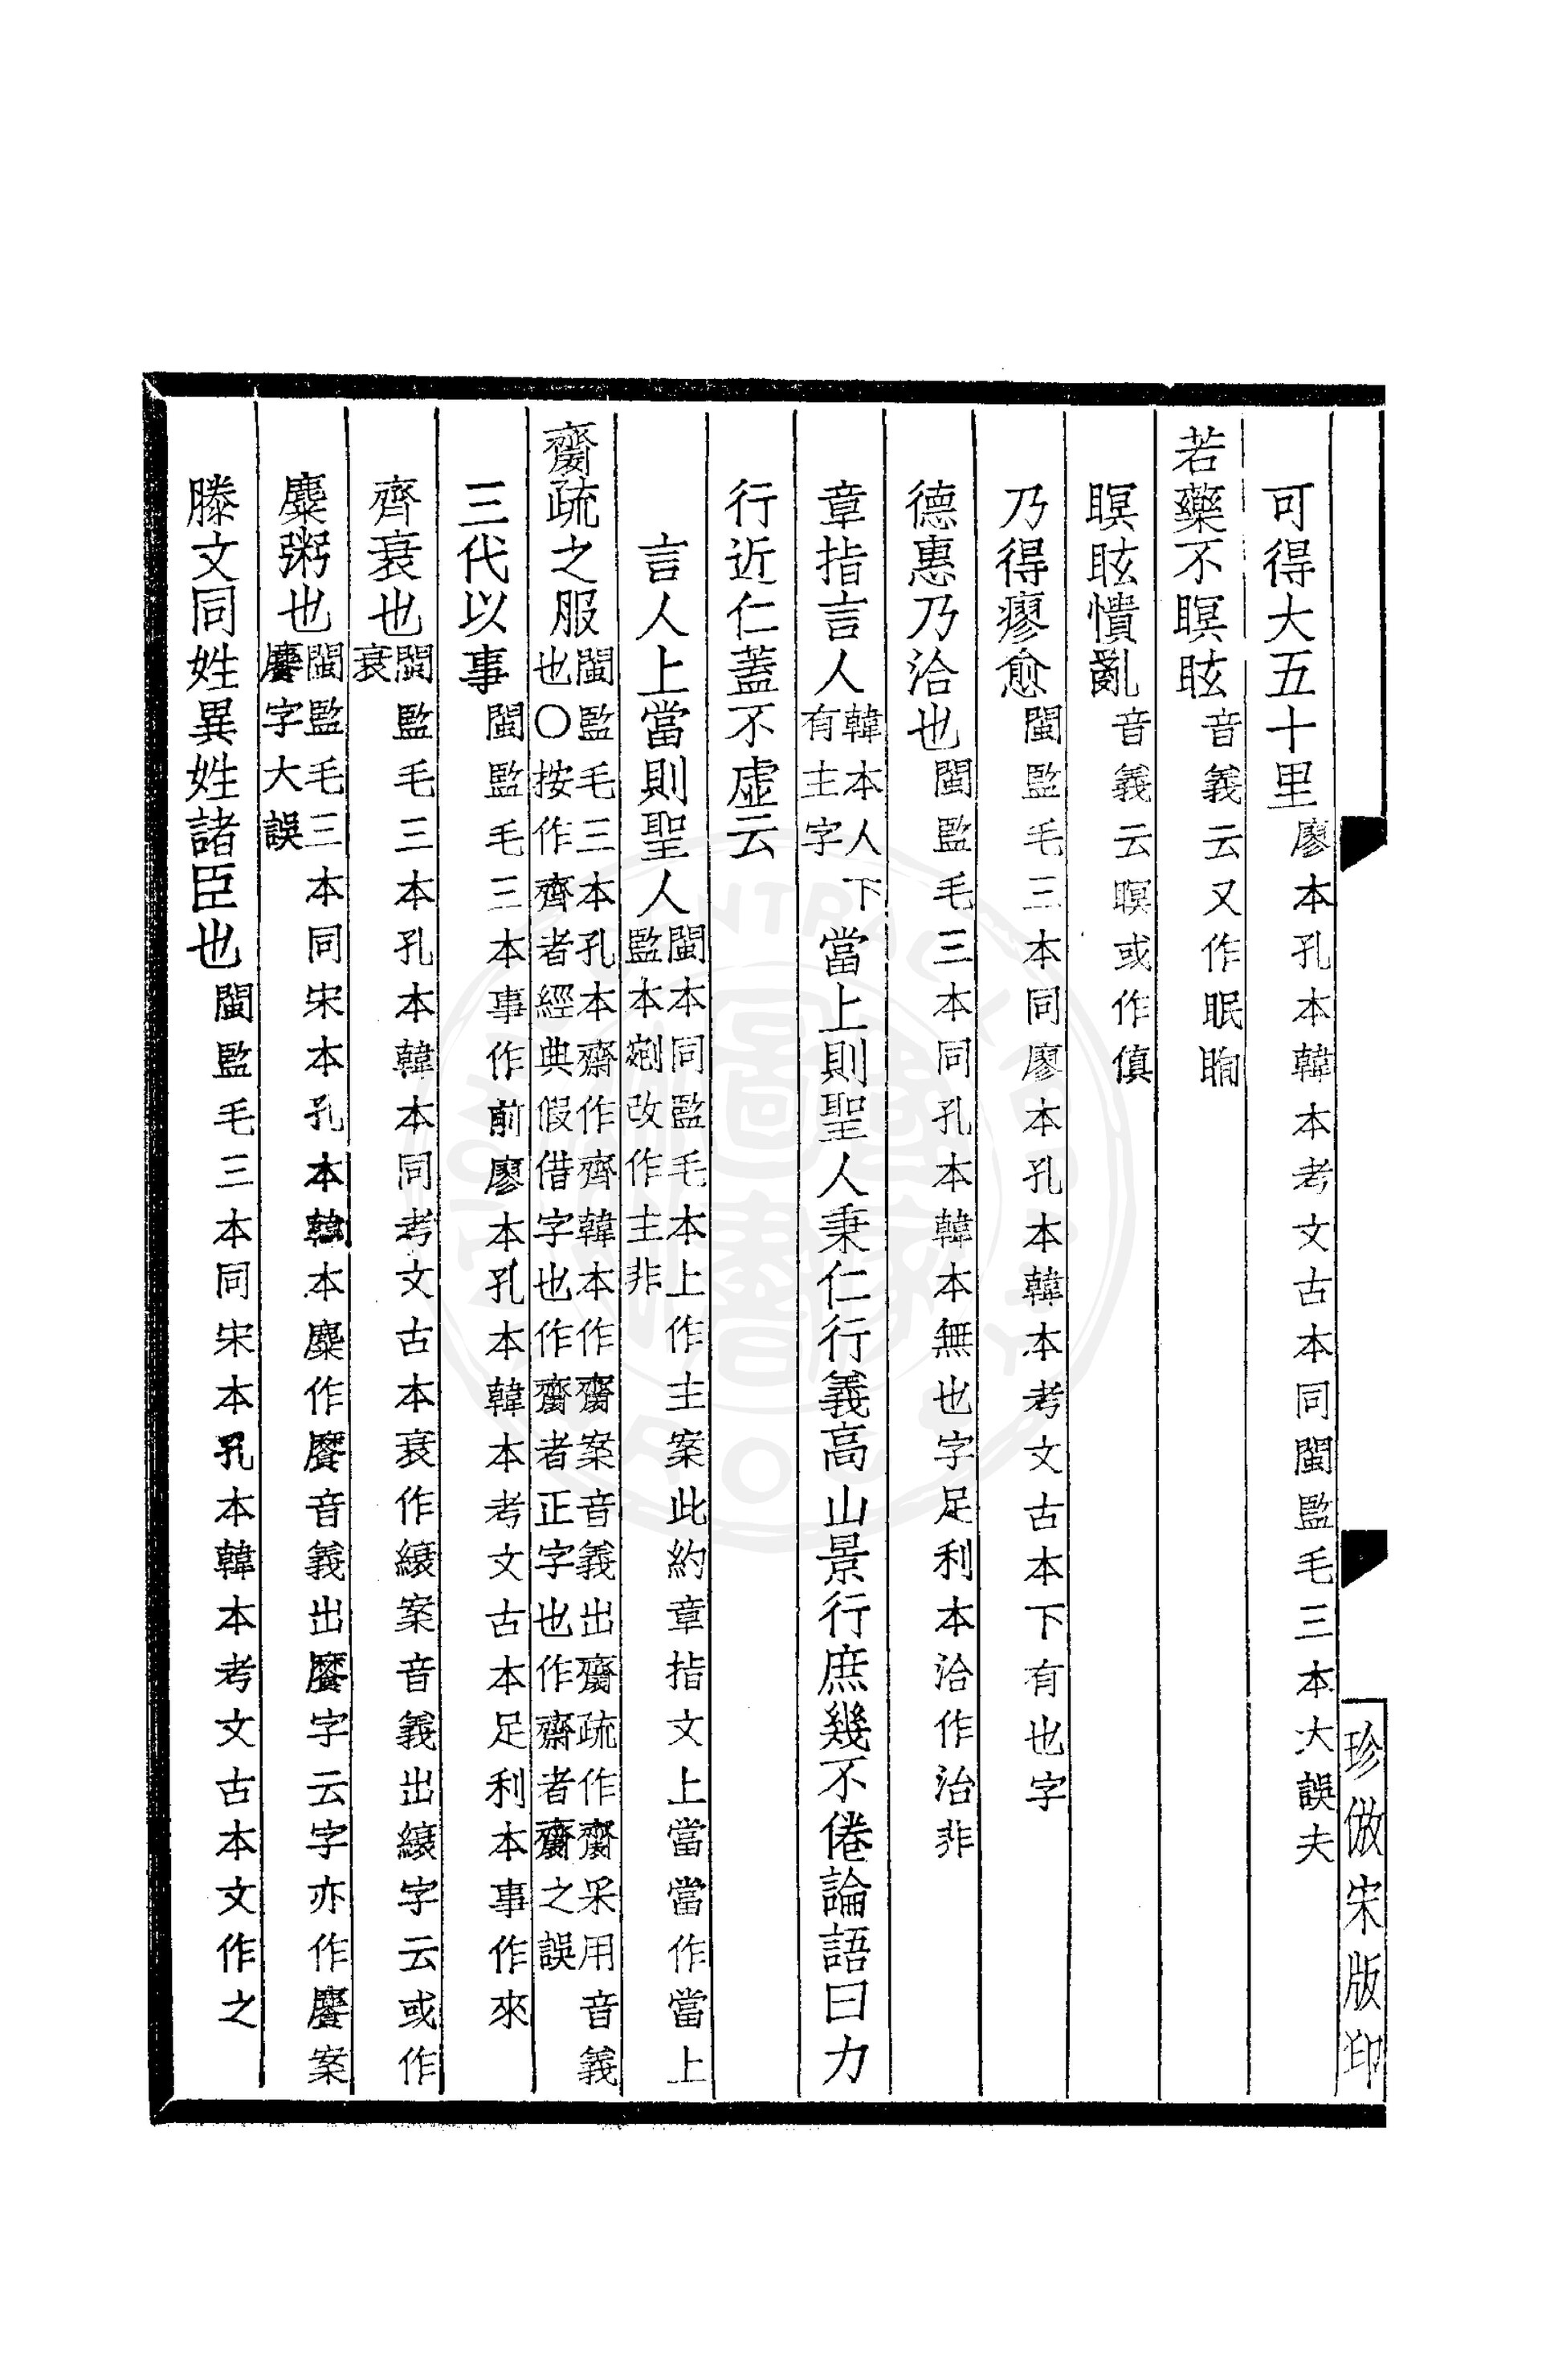 可得大五十里廖本孔本韓本考文古本同閩監毛三本大誤夫
若藥不瞑眩音義云又作眠眴
瞑眩憒亂音義云瞑或作傎
乃得瘳愈閩監毛三本同廖本孔本韓本考文古本下有也字
德惠乃洽也閩監毛三本同孔本韓本無也字足利本洽作治非
章指言人韓本人下有主字當上則聖人秉仁行義高山景行庶幾不倦論語曰力
行近仁蓋不虛云
言人上當則聖人閩本同監毛本上作主案此約章指文上當當作當上監本剜改作主非
齌疏之服閩監毛三本孔本齋作齊韓本作齌案音義出齌疏作齌采用音義也〇按作齊者經典假借字也作齌者正字也作齋者齌之誤
三代以事閩監毛三本事作前廖本孔本韓本考文古本足利本事作來
齊衰也閩監毛三本孔本韓本同考文古本衰作縗案音義出縗字云或作衰
麋粥也閩監毛三本同宋本孔本韓本麋作𪎭音義出𪎭字云字亦作𪎭案𪎭字大誤
滕文同姓異姓諸臣也閩監毛三本同宋本孔本韓本考文古本文作之
珍倣宋版印